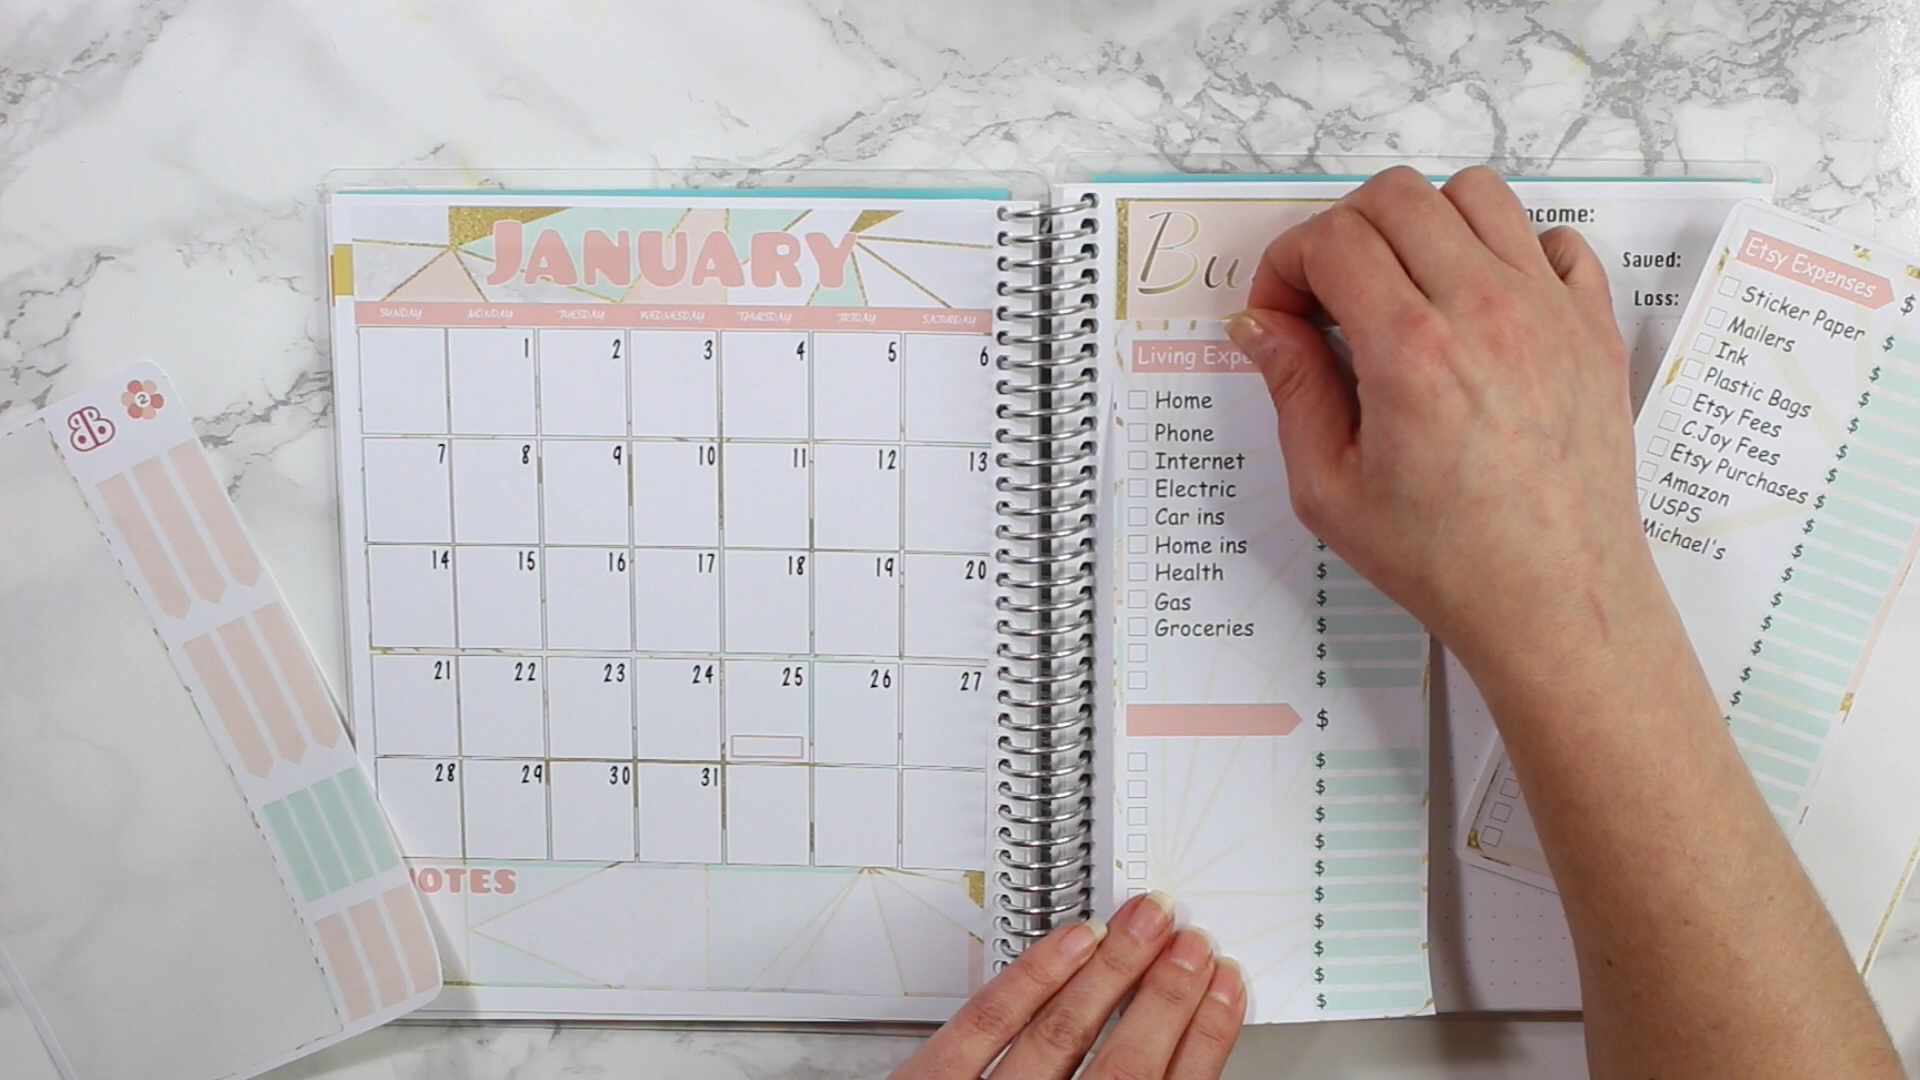 JANUARY
SUNDAY MONDAY TUESDAY WEDNESDAY THURSDAY FRIDAY SATURDAY
1 2 3 4 5 6
7 8 9 10 11 12 13
14 15 16 17 18 19 20
21 22 23 24 25 26 27
28 29 30 31
NOTES
BB
2
Bu
ncome:
Saved:
Loss:
Living Expe
Home
Phone
Internet
Electric
Car ins
Home ins
$
Health $
Gas $
Groceries $
$
$
$
$
$
$
$
$
$
$
$
$
$
Etsy Expenses $
Sticker Paper $
Mailers $
Ink $
Plastic Bags $
Etsy Fees $
C.Joy Fees $
Etsy Purchases $
Amazon $
USPS $
Michael's $
$
$
$
$
$